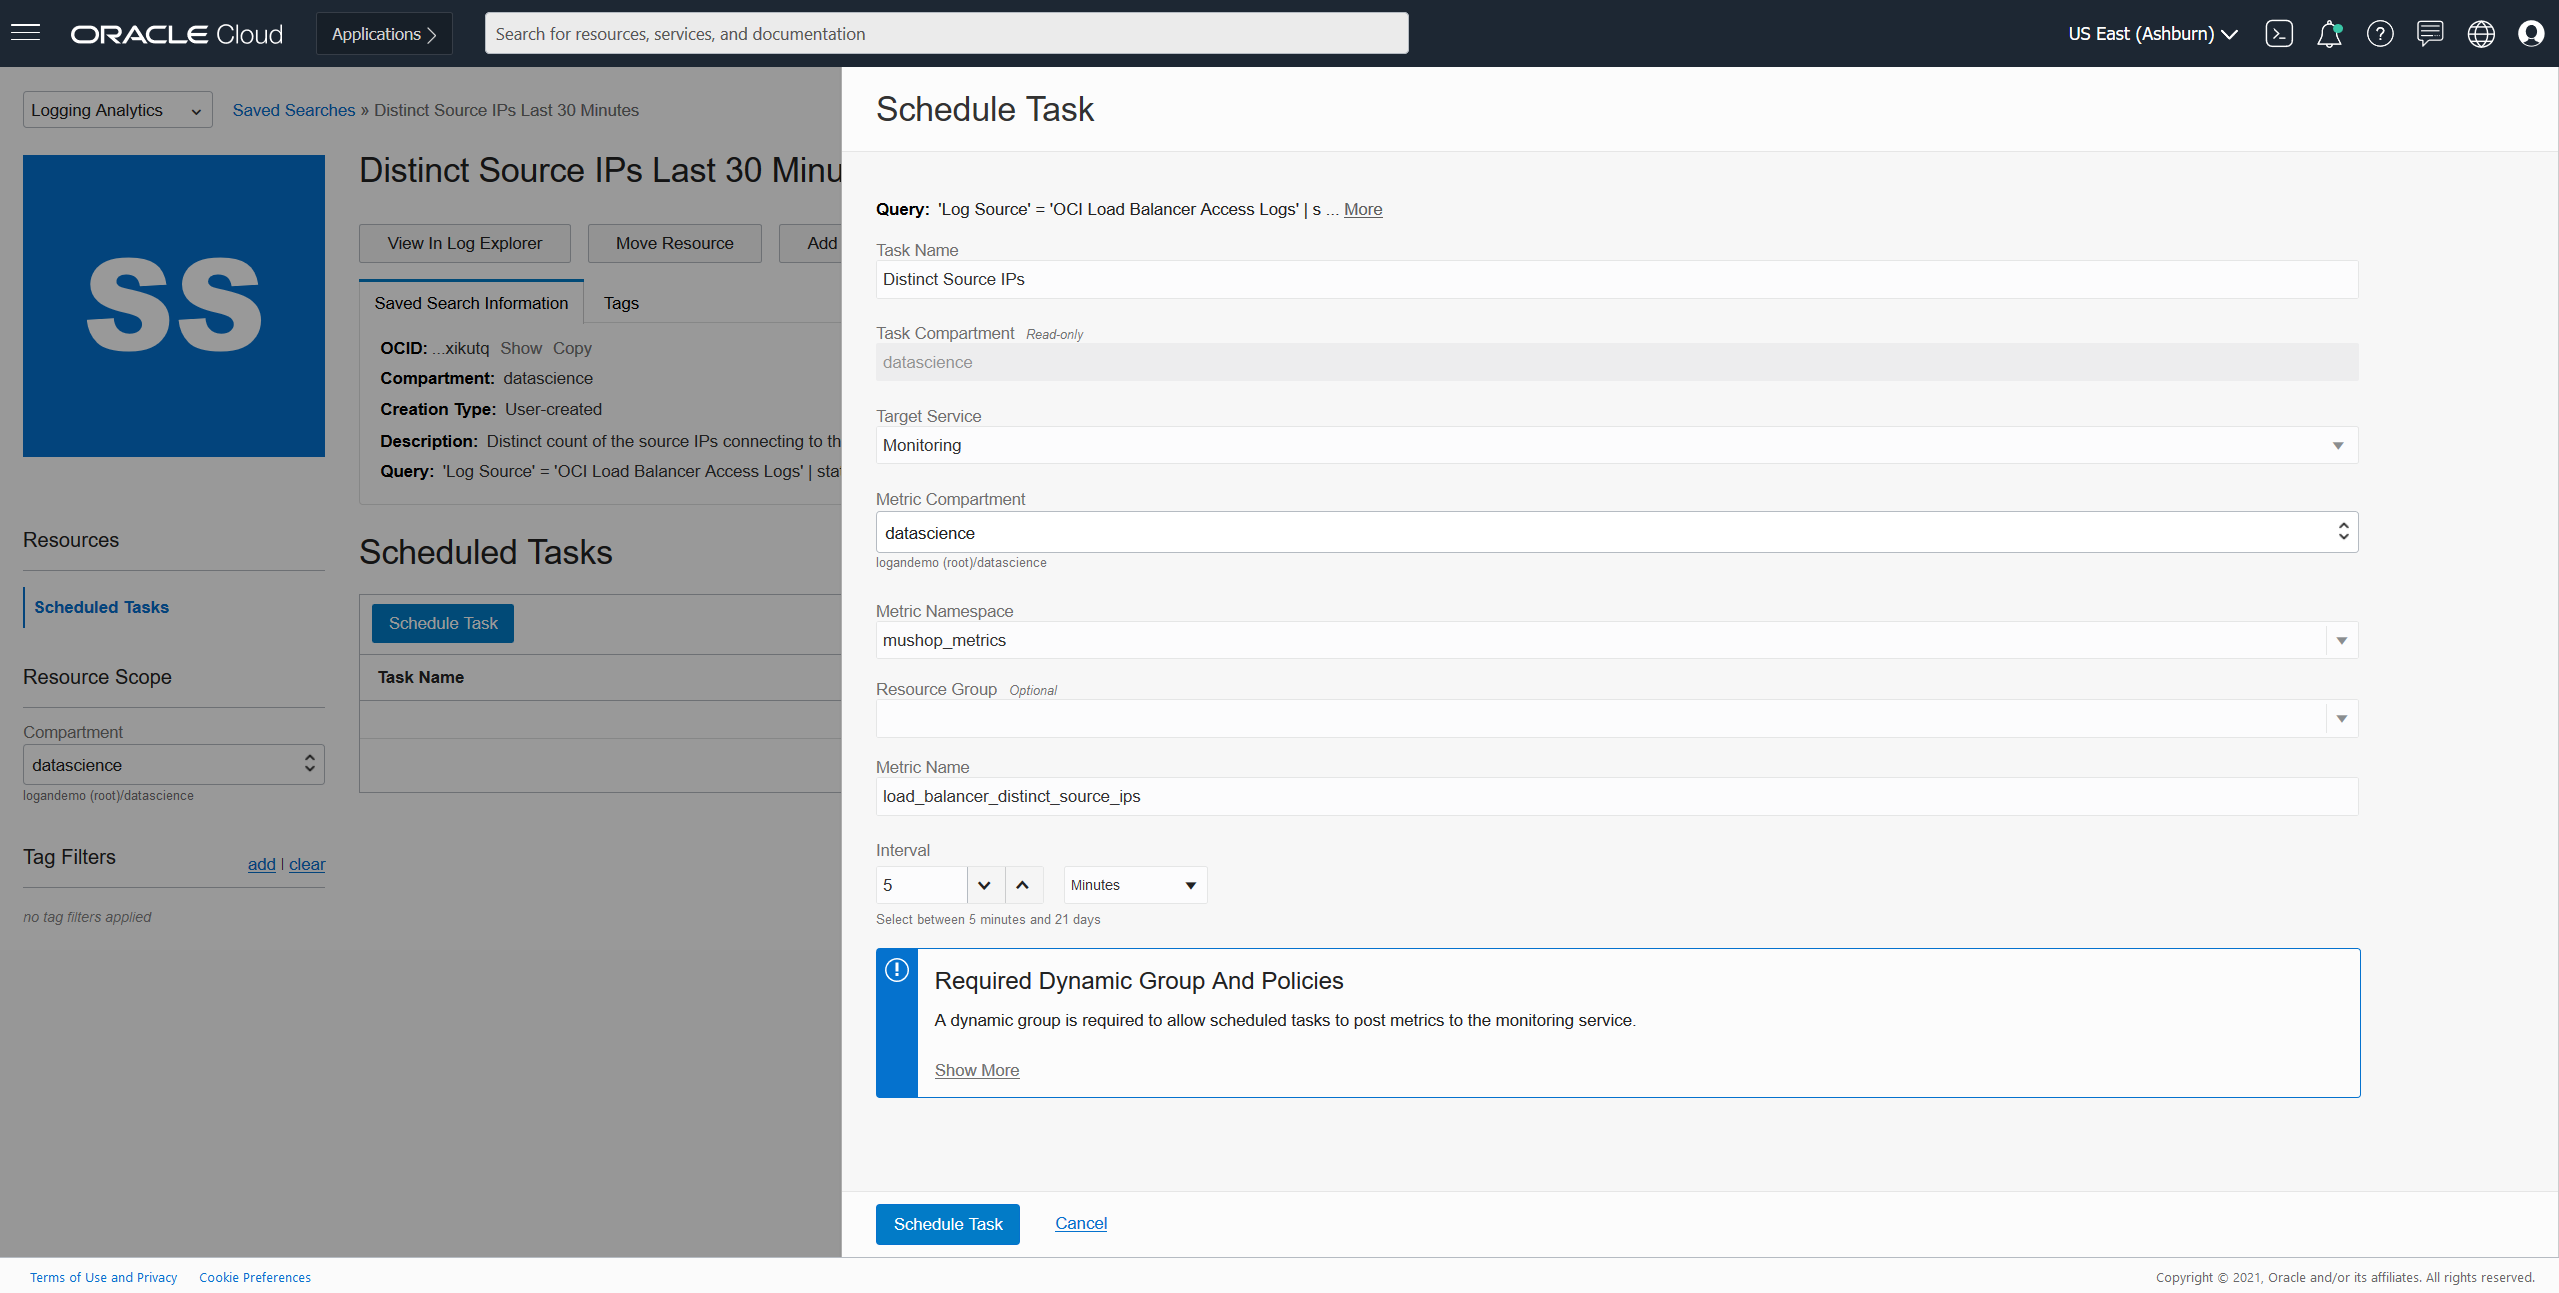 ORACLE Cloud
Applications
Search for resources, services, and documentation
US East (Ashburn)
Logging Analytics
Saved Searches » Distinct Source IPs Last 30 Minutes
SS
Distinct Source IPs Last 30 Minu
View In Log Explorer
Move Resource
Add
Saved Search Information
Tags
OCID: ...xikutq Show Copy
Compartment: datascience
Creation Type: User-created
Description: Distinct count of the source IPs connecting to th
Query: 'Log Source' = 'OCI Load Balancer Access Logs' | sta
Resources
Scheduled Tasks
Resource Scope
Compartment
datascience
logandemo (root)/datascience
Tag Filters
add | clear
no tag filters applied
Scheduled Tasks
Schedule Task
Task Name
Schedule Task
Query: 'Log Source' = 'OCI Load Balancer Access Logs' | s ... More
Task Name
Distinct Source IPs
Task Compartment Read-only
datascience
Target Service
Monitoring
Metric Compartment
datascience
logandemo (root)/datascience
Metric Namespace
mushop_metrics
Resource Group Optional
Metric Name
load_balancer_distinct_source_ips
Interval
5
Minutes
Select between 5 minutes and 21 days
Required Dynamic Group And Policies
A dynamic group is required to allow scheduled tasks to post metrics to the monitoring service.
Show More
Schedule Task
Cancel
Terms of Use and Privacy
Cookie Preferences
Copyright © 2021, Oracle and/or its affiliates. All rights reserved.